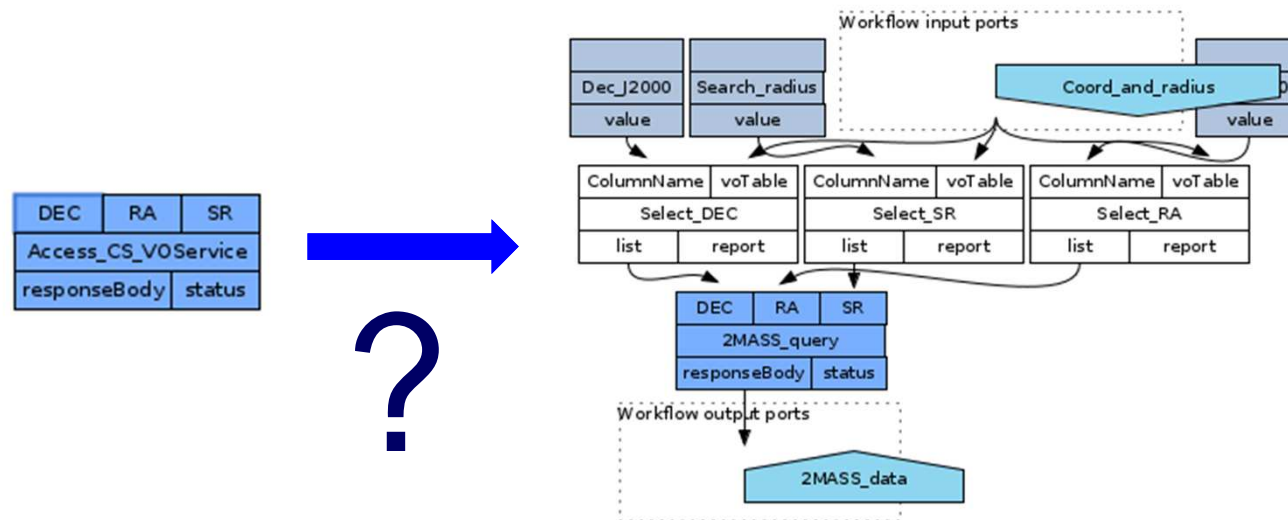 DEC RA SR
Access_CS_VOService
responseBody status
?
Workflow input ports
Dec_J2000 Search_radius Coord_and_radius 0
value value value
ColumnName voTable ColumnName voTable ColumnName voTable
Select_DEC Select_SR Select_RA
list report list report list report
DEC RA SR
2MASS_query
responseBody status
Workflow output ports
2MASS_data